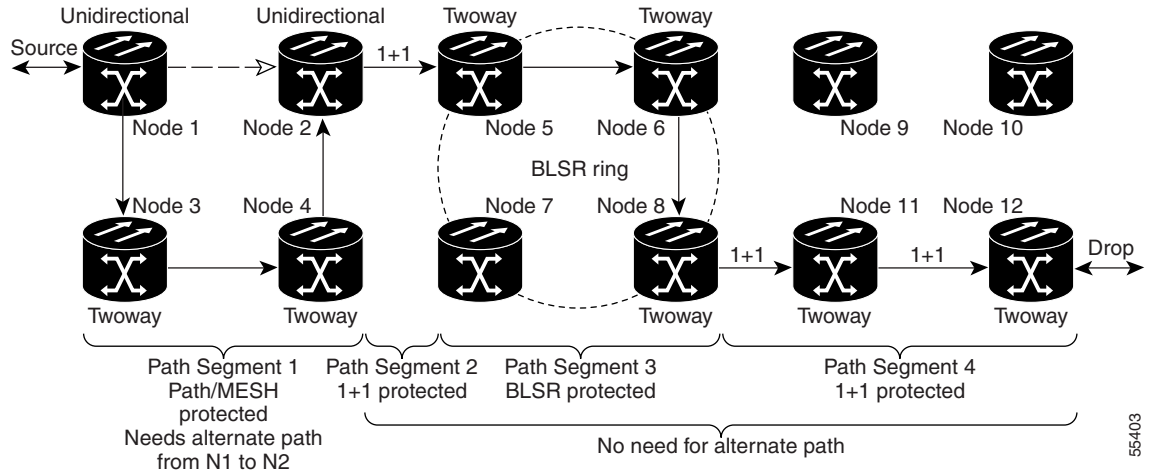 Unidirectional
Unidirectional
Twoway
Twoway
Source
1+1
Node 1
Node 2
Node 5
Node 6
Node 9
Node 10
BLSR ring
Node 3
Node 4
Node 7
Node 8
Node 11
Node 12
1+1
1+1
Drop
Twoway
Twoway
Twoway
Twoway
Twoway
Path Segment 1
Path/MESH
protected
Needs alternate path
from N1 to N2
Path Segment 2
1+1 protected
Path Segment 3
BLSR protected
Path Segment 4
1+1 protected
No need for alternate path
55403